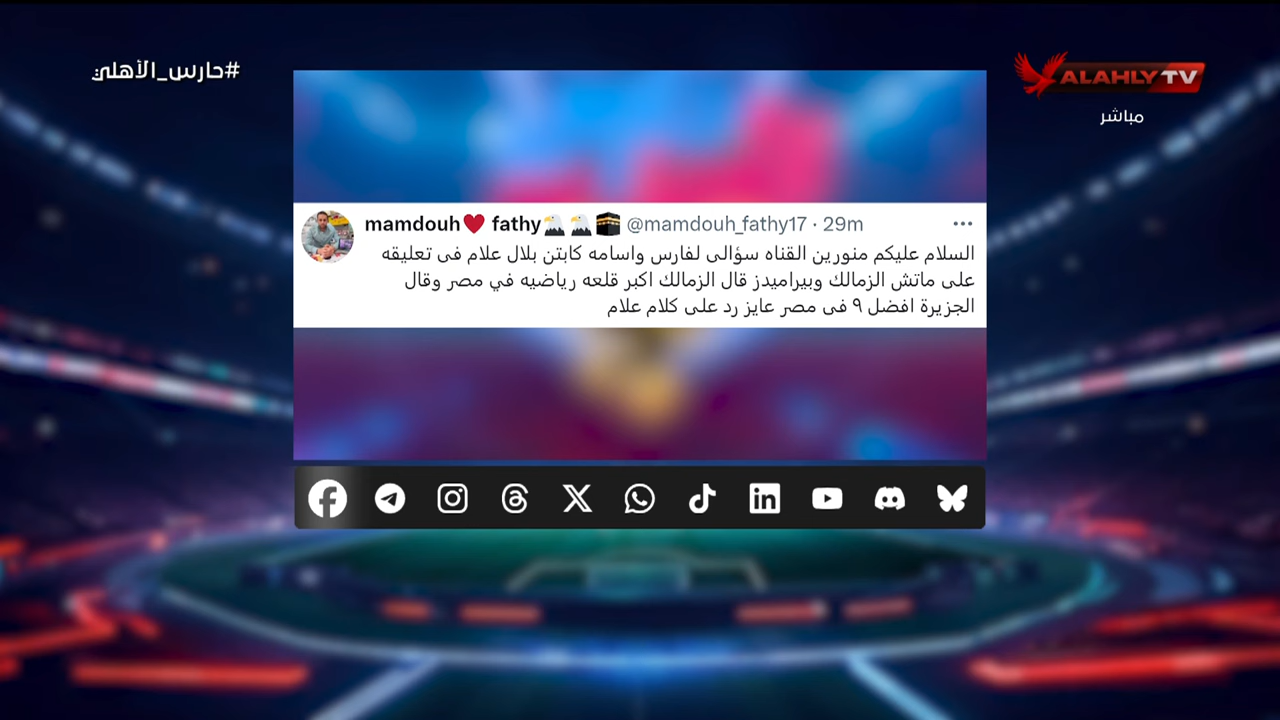 #حارس_الأهلي
ALAHLY TV
مباشر
mamdouh❤️ fathy🦅🦅🕋 @mamdouh_fathy17 · 29m
السلام عليكم منورين القناه سؤالى لفارس واسامه كابتن بلال علام فى تعليقه
على ماتش الزمالك وبيراميدز قال الزمالك اكبر قلعه رياضيه في مصر وقال
الجزيرة افضل ٩ فى مصر عايز رد على كلام علام